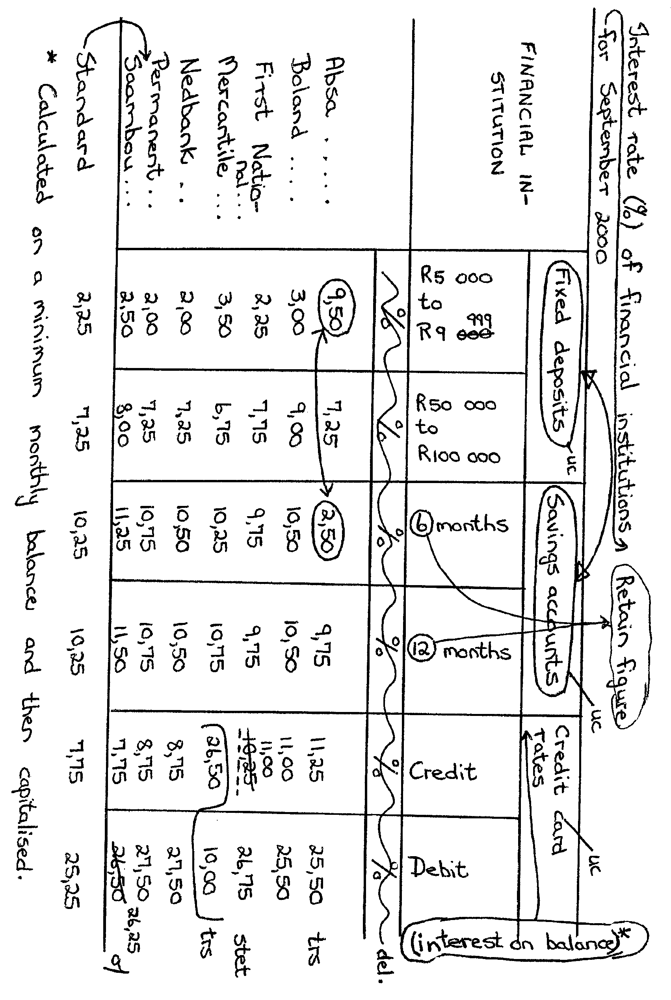 Interest rate (%) of financial institutions
for September 2000
Retain figure
FINANCIAL IN-
STITUTION
Fixed deposits uc
Savings accounts uc
Credit card uc
rates
(interest on balance)*
R5 000
to
R9 000 999
R50 000
to
R100 000
6 months
12 months
Credit
Debit
% % % % % % del.
Absa ..... 9,50 7,25 2,50 9,75 11,25 25,50 trs
Boland .... 3,00 9,00 10,50 10,50 11,00 25,50
First Natio-
nal ... 2,25 7,75 9,75 9,75 10,25 11,00 26,75 stet
Mercantile ... 3,50 6,75 10,25 10,75 26,50 10,00 trs
Nedbank .. 2,00 7,25 10,50 10,50 8,75 27,50
Permanent .. 2,00 7,25 10,75 10,75 8,75 27,50
Saambou ... 2,50 8,00 11,25 11,50 7,75 26,50 26,25
Standard 2,25 7,25 10,25 10,25 7,75 25,25
* Calculated on a minimum monthly balance and then capitalised.